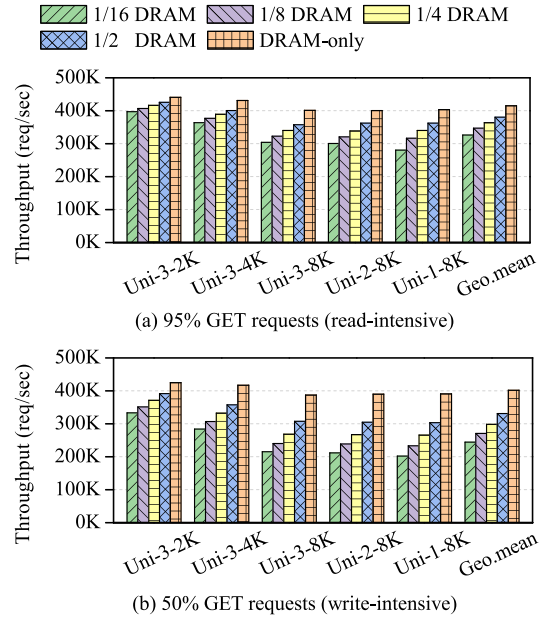 1/16 DRAM 1/8 DRAM 1/4 DRAM
1/2 DRAM DRAM-only
500K
400K
300K
200K
100K
0K
Throughput (req/sec)
Uni-3-2K Uni-3-4K Uni-3-8K Uni-2-8K Uni-1-8K Geo.mean
(a) 95% GET requests (read-intensive)
500K
400K
300K
200K
100K
0K
Throughput (req/sec)
Uni-3-2K Uni-3-4K Uni-3-8K Uni-2-8K Uni-1-8K Geo.mean
(b) 50% GET requests (write-intensive)